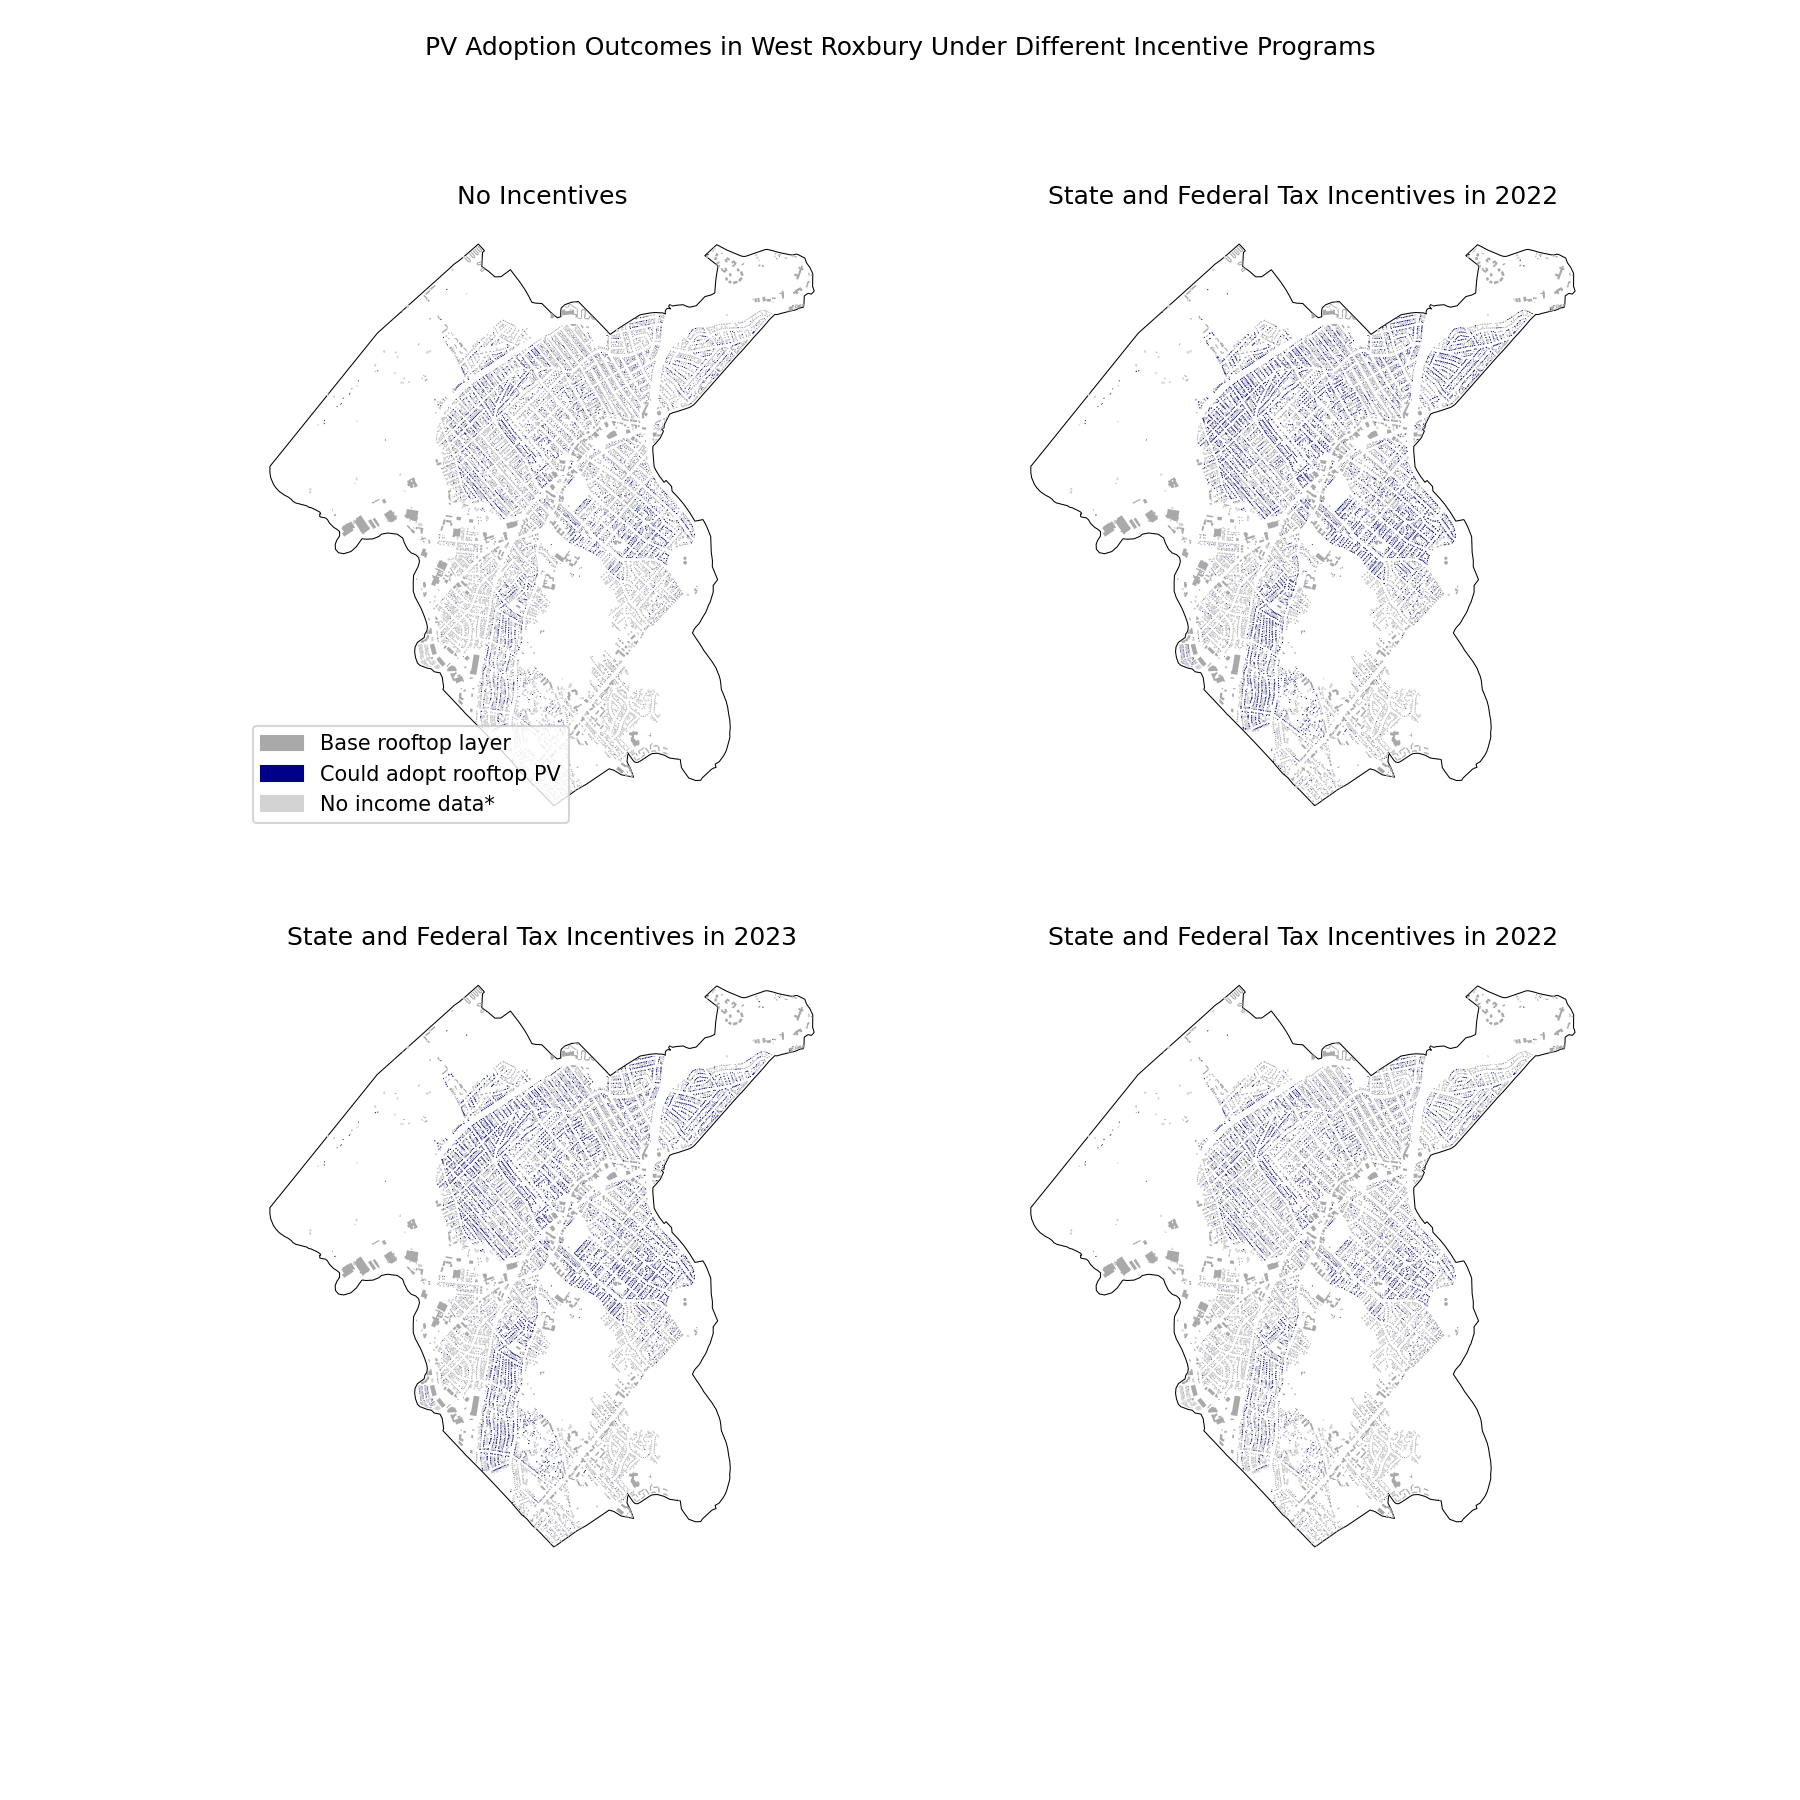 PV Adoption Outcomes in West Roxbury Under Different Incentive Programs
No Incentives
State and Federal Tax Incentives in 2022
Base rooftop layer
Could adopt rooftop PV
No income data*
State and Federal Tax Incentives in 2023
State and Federal Tax Incentives in 2022